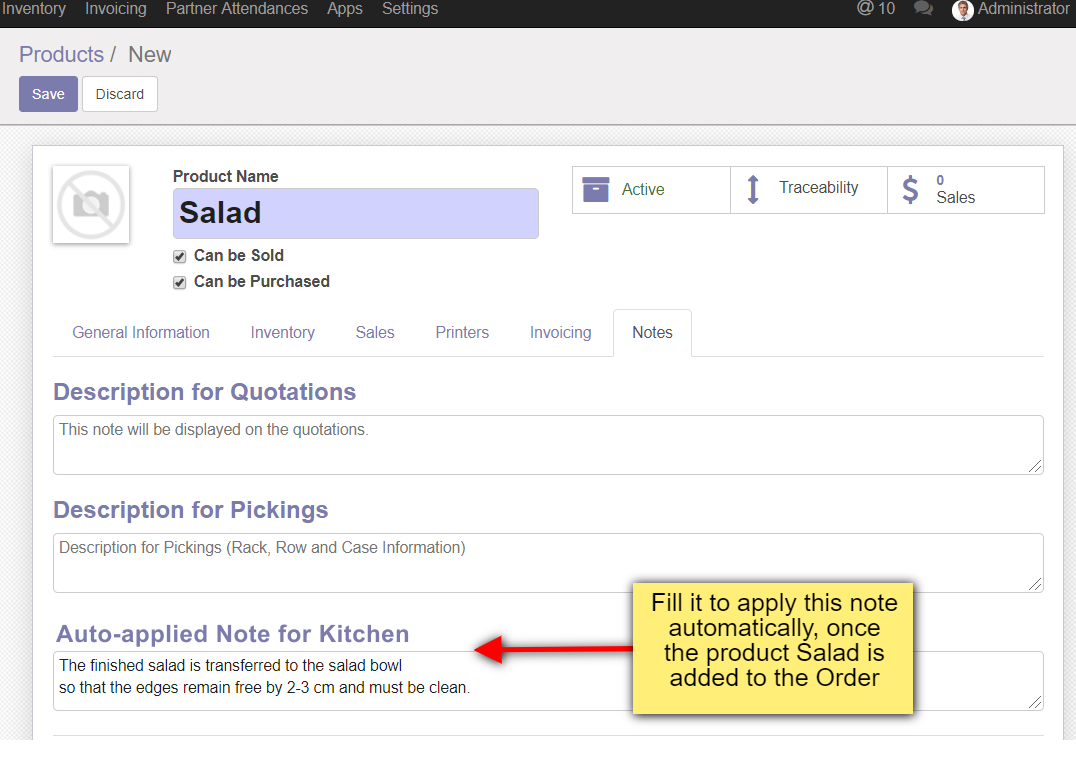 Inventory Invoicing Partner Attendances Apps Settings @ 10 Administrator
Products / New
Save Discard
Product Name
Salad
Can be Sold
Can be Purchased
Active
Traceability
0
Sales
General Information Inventory Sales Printers Invoicing Notes
Description for Quotations
This note will be displayed on the quotations.
Description for Pickings
Description for Pickings (Rack, Row and Case Information)
Auto-applied Note for Kitchen
The finished salad is transferred to the salad bowl
so that the edges remain free by 2-3 cm and must be clean.
Fill it to apply this note
automatically, once
the product Salad is
added to the Order